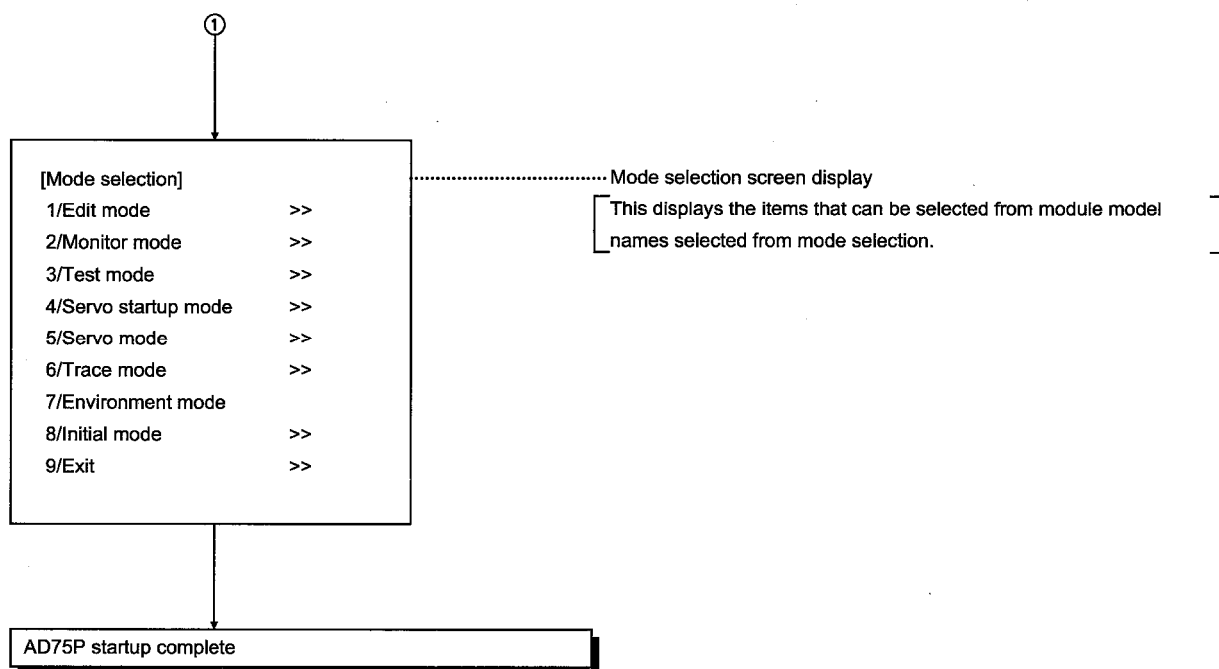 ①
[Mode selection]
1/Edit mode >>
2/Monitor mode >>
3/Test mode >>
4/Servo startup mode >>
5/Servo mode >>
6/Trace mode >>
7/Environment mode
8/Initial mode >>
9/Exit >>
Mode selection screen display
This displays the items that can be selected from module model
names selected from mode selection.
AD75P startup complete